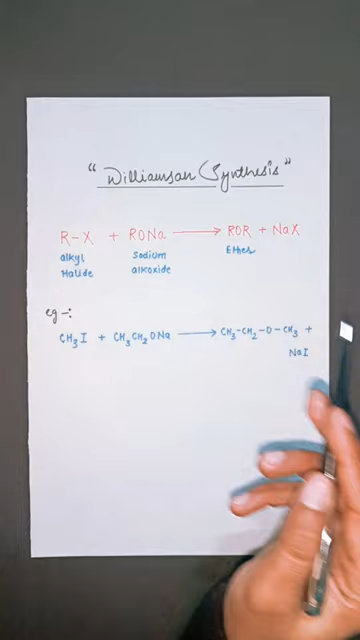 "Williamson Synthesis"
R-X + RONa ⟶ ROR + NaX
alkyl Halide Sodium alkoxide Ether
eg -:
CH₃I + CH₃CH₂ONa ⟶ CH₃-CH₂-O-CH₃ +
NaI